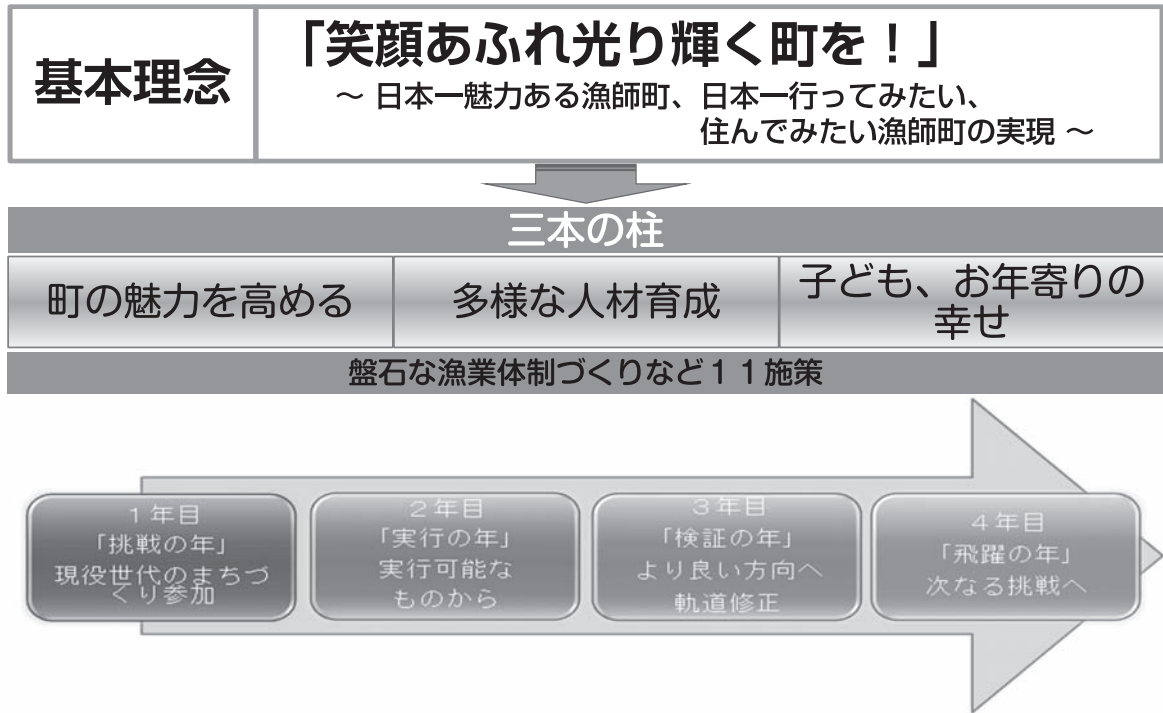 基本理念
「笑顔あふれ光り輝く町を！」
～ 日本一魅力ある漁師町、日本一行ってみたい、
住んでみたい漁師町の実現 ～
三本の柱
町の魅力を高める
多様な人材育成
子ども、お年寄りの
幸せ
盤石な漁業体制づくりなど１１施策
１年目
「挑戦の年」
現役世代のまちづ
くり参加
２年目
「実行の年」
実行可能な
ものから
３年目
「検証の年」
より良い方向へ
軌道修正
４年目
「飛躍の年」
次なる挑戦へ